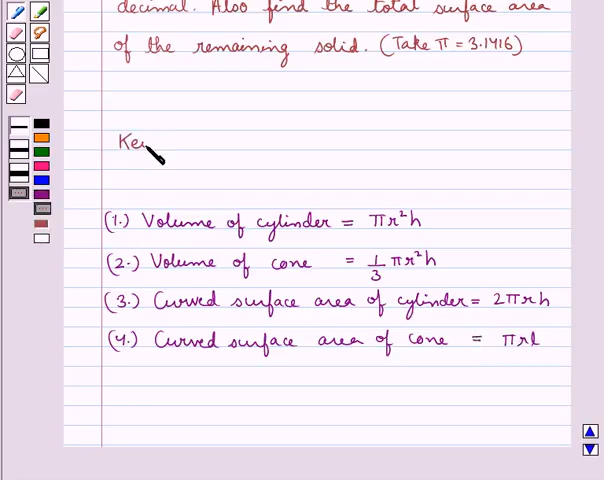 decimal. Also find the total surface area
of the remaining solid. (Take π = 3.1416)
Ke
(1.) Volume of cylinder = πr²h
(2.) Volume of cone = 1/3 πr²h
(3.) Curved surface area of cylinder = 2πrh
(4.) Curved surface area of cone = πrl